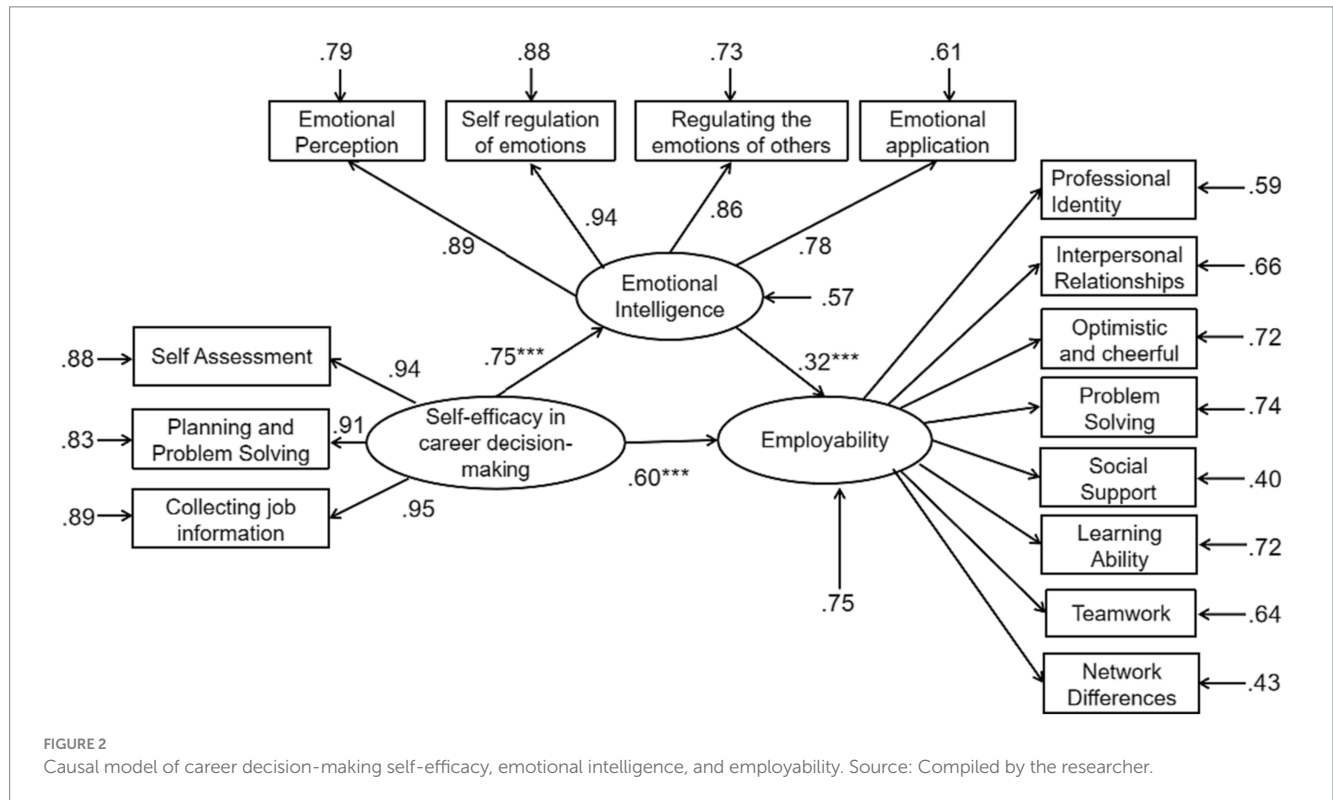 .79
.88
.73
.61
Emotional
Perception
Self regulation
of emotions
Regulating the
emotions of others
Emotional
application
.89
.94
.86
.78
Emotional
Intelligence
.57
Professional
Identity
.59
Interpersonal
Relationships
.66
Optimistic
and cheerful
.72
Problem
Solving
.74
Social
Support
.40
Learning
Ability
.72
Teamwork
.64
Network
Differences
.43
.88
Self Assessment
.94
.83
Planning and
Problem Solving
.91
.89
Collecting job
information
.95
Self-efficacy in
career decision-
making
.75***
.32***
.60***
Employability
.75
FIGURE 2
Causal model of career decision-making self-efficacy, emotional intelligence, and employability. Source: Compiled by the researcher.